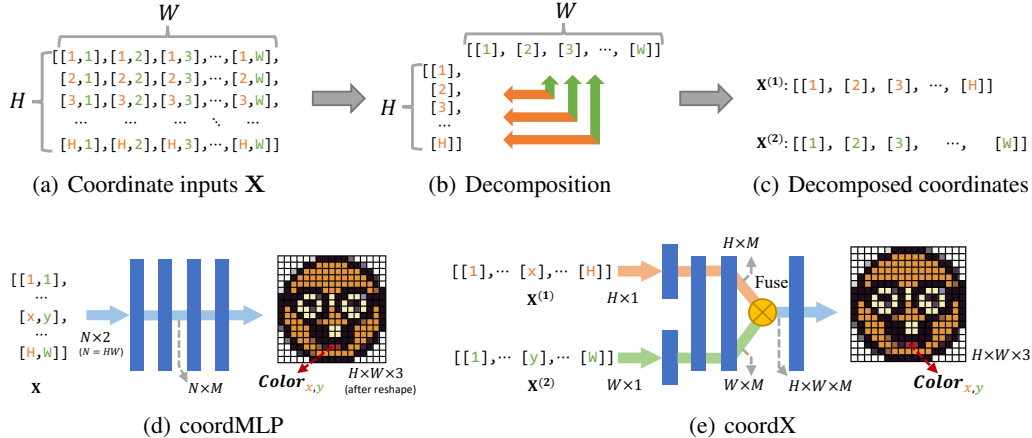 W
[[1,1],[1,2],[1,3],⋯,[1,W],
[2,1],[2,2],[2,3],⋯,[2,W],
H
[3,1],[3,2],[3,3],⋯,[3,W],
⋯ ⋯ ⋯ ⋱ ⋯
[H,1],[H,2],[H,3],⋯,[H,W]]
(a) Coordinate inputs X
W
[[1], [2], [3], ⋯, [W]]
[[1],
[2],
H
[3],
⋯
[H]]
(b) Decomposition
X(1): [[1], [2], [3], ⋯, [H]]
X(2): [[1], [2], [3], ⋯, [W]]
(c) Decomposed coordinates
[[1,1],
⋯
[x,y],
⋯
[H,W]]
X
N×2
(N = HW)
N×M
Color x,y
H×W×3
(after reshape)
(d) coordMLP
[[1],⋯ [x],⋯ [H]]
X(1)
H×1
[[1],⋯ [y],⋯ [W]]
X(2)
W×1
H×M
Fuse
W×M
H×W×M
H×W×3
Color x,y
(e) coordX